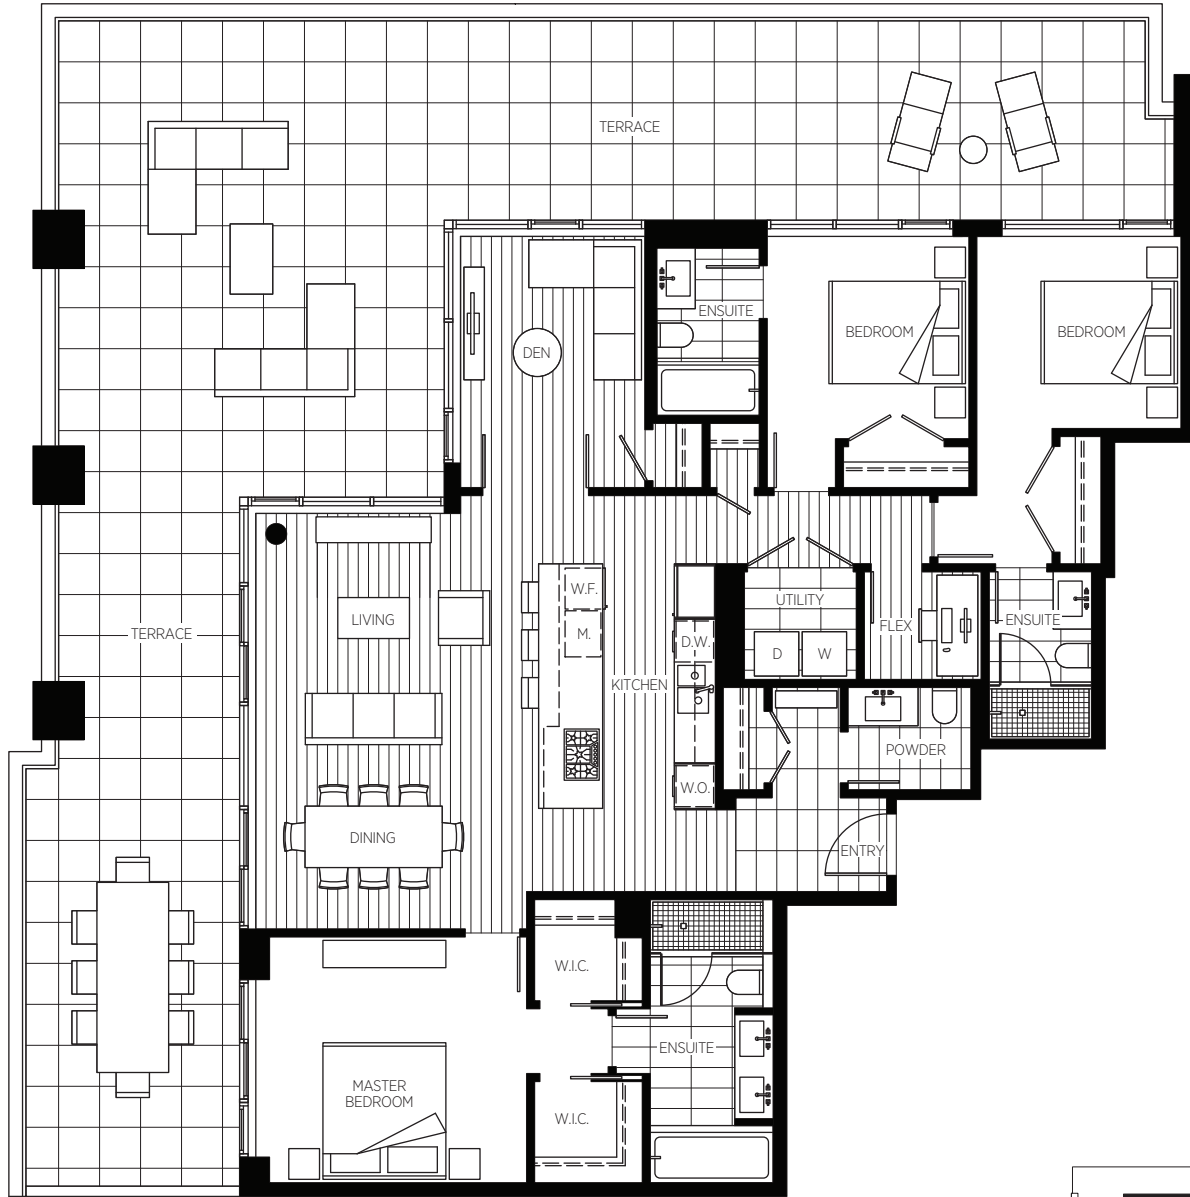 TERRACE
ENSUITE
BEDROOM
BEDROOM
DEN
W.F.
UTILITY
LIVING
FLEX
ENSUITE
TERRACE
M.
D.W.
D
W
KITCHEN
POWDER
W.O.
DINING
ENTRY
W.I.C.
ENSUITE
MASTER
BEDROOM
W.I.C.